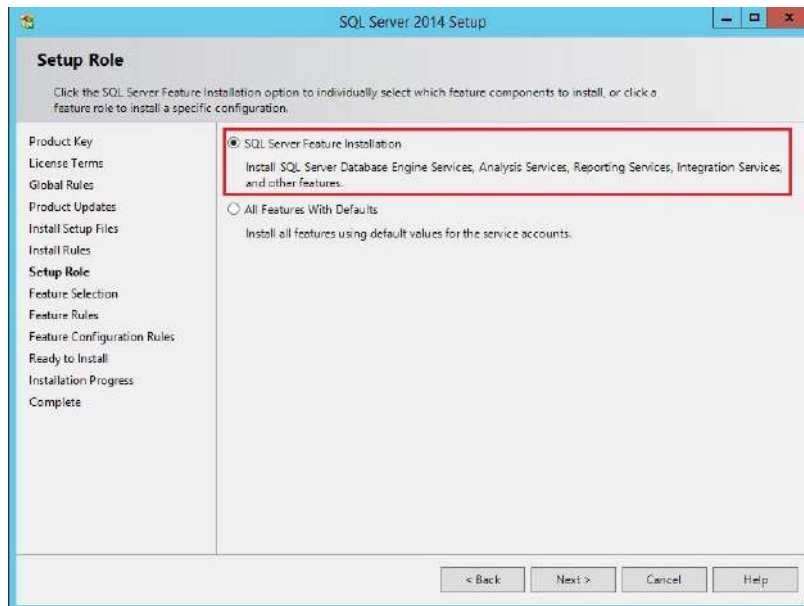 SQL Server 2014 Setup
Setup Role
Click the SQL Server Feature Installation option to individually select which feature components to install, or click a
feature role to install a specific configuration.
Product Key
License Terms
Global Rules
Product Updates
Install Setup Files
Install Rules
Setup Role
Feature Selection
Feature Rules
Feature Configuration Rules
Ready to Install
Installation Progress
Complete
SQL Server Feature Installation
Install SQL Server Database Engine Services, Analysis Services, Reporting Services, Integration Services,
and other features.
All Features With Defaults
Install all features using default values for the service accounts.
< Back
Next >
Cancel
Help